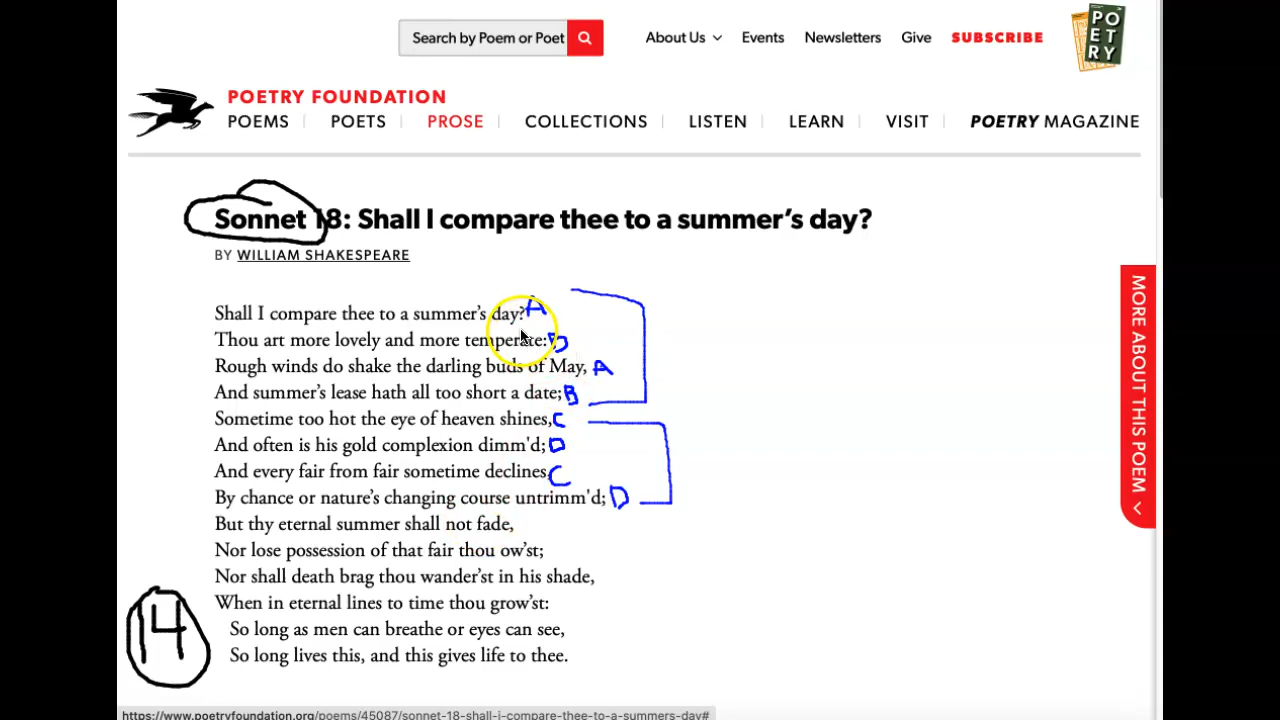 Search by Poem or Poet
About Us Events Newsletters Give SUBSCRIBE
PO
ET
RY
POETRY FOUNDATION
POEMS POETS PROSE COLLECTIONS LISTEN LEARN VISIT POETRY MAGAZINE
Sonnet 18: Shall I compare thee to a summer's day?
BY WILLIAM SHAKESPEARE
Shall I compare thee to a summer's day? A
Thou art more lovely and more temperate: B
Rough winds do shake the darling buds of May, A
And summer's lease hath all too short a date; B
Sometime too hot the eye of heaven shines, C
And often is his gold complexion dimm'd; D
And every fair from fair sometime declines, C
By chance or nature's changing course untrimm'd; D
But thy eternal summer shall not fade,
Nor lose possession of that fair thou ow'st;
Nor shall death brag thou wander'st in his shade,
When in eternal lines to time thou grow'st:
So long as men can breathe or eyes can see,
So long lives this, and this gives life to thee.
14
MORE ABOUT THIS POEM
https://www.poetryfoundation.org/poems/45087/sonnet-18-shall-i-compare-thee-to-a-summers-day#